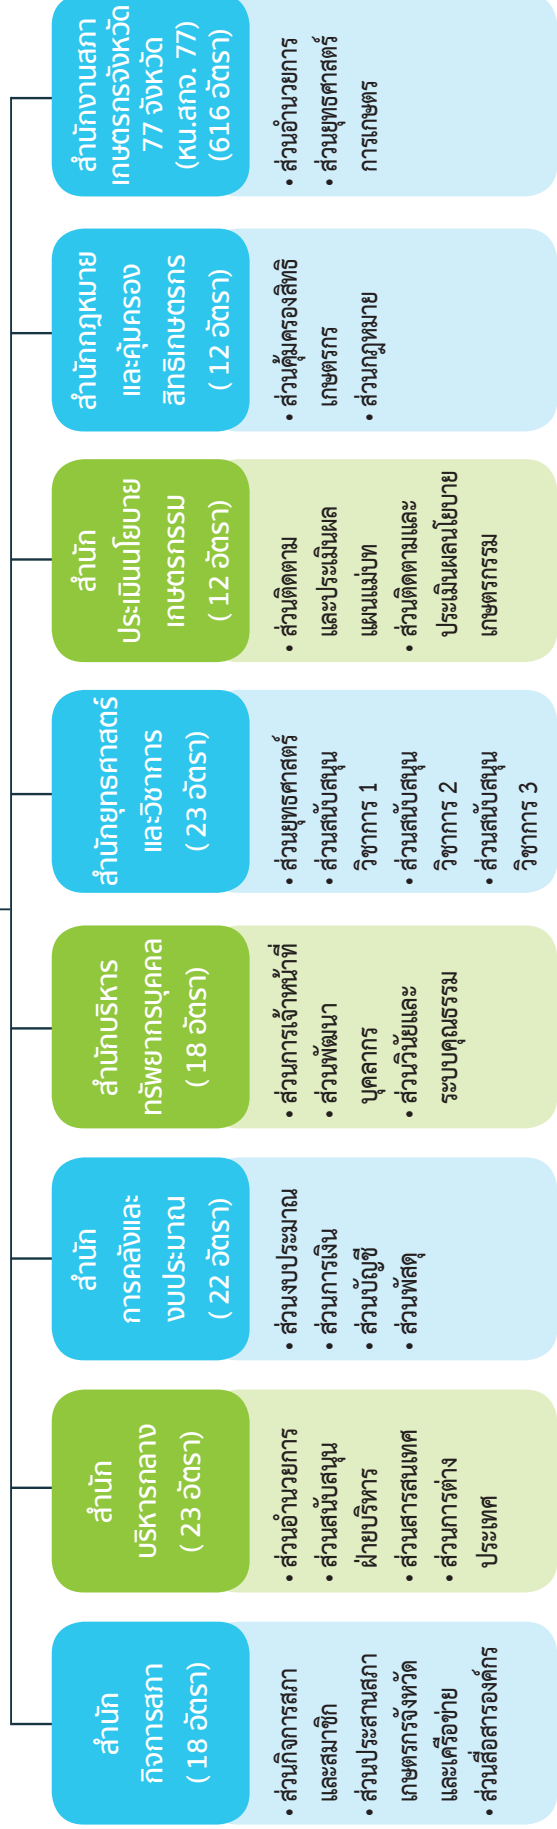 สำนัก
กิจการสภา
( 18 อัตรา)
• ส่วนกิจการสภา
และสมาชิก
• ส่วนประสานสภา
เกษตรกรจังหวัด
และเครือข่าย
• ส่วนสื่อสารองค์กร
สำนัก
บริหารกลาง
( 23 อัตรา)
• ส่วนอำนวยการ
• ส่วนสนับสนุน
ฝ่ายบริหาร
• ส่วนสารสนเทศ
• ส่วนการต่าง
ประเทศ
สำนัก
การคลังและ
งบประมาณ
( 22 อัตรา)
• ส่วนงบประมาณ
• ส่วนการเงิน
• ส่วนบัญชี
• ส่วนพัสดุ
สำนักบริหาร
ทรัพยากรบุคคล
( 18 อัตรา)
• ส่วนการเจ้าหน้าที่
• ส่วนพัฒนา
บุคลากร
• ส่วนวินัยและ
ระบบคุณธรรม
สำนักยุทธศาสตร์
และวิชาการ
( 23 อัตรา)
• ส่วนยุทธศาสตร์
• ส่วนสนับสนุน
วิชาการ 1
• ส่วนสนับสนุน
วิชาการ 2
• ส่วนสนับสนุน
วิชาการ 3
สำนัก
ประเมินนโยบาย
เกษตรกรรม
( 12 อัตรา)
• ส่วนติดตาม
และประเมินผล
แผนแม่บท
• ส่วนติดตามและ
ประเมินผลนโยบาย
เกษตรกรรม
สำนักกฎหมาย
และคุ้มครอง
สิทธิเกษตรกร
( 12 อัตรา)
• ส่วนคุ้มครองสิทธิ
เกษตรกร
• ส่วนกฎหมาย
สำนักงานสภา
เกษตรกรจังหวัด
77 จังหวัด
(หน.สกจ. 77)
(616 อัตรา)
• ส่วนอำนวยการ
• ส่วนยุทธศาสตร์
การเกษตร